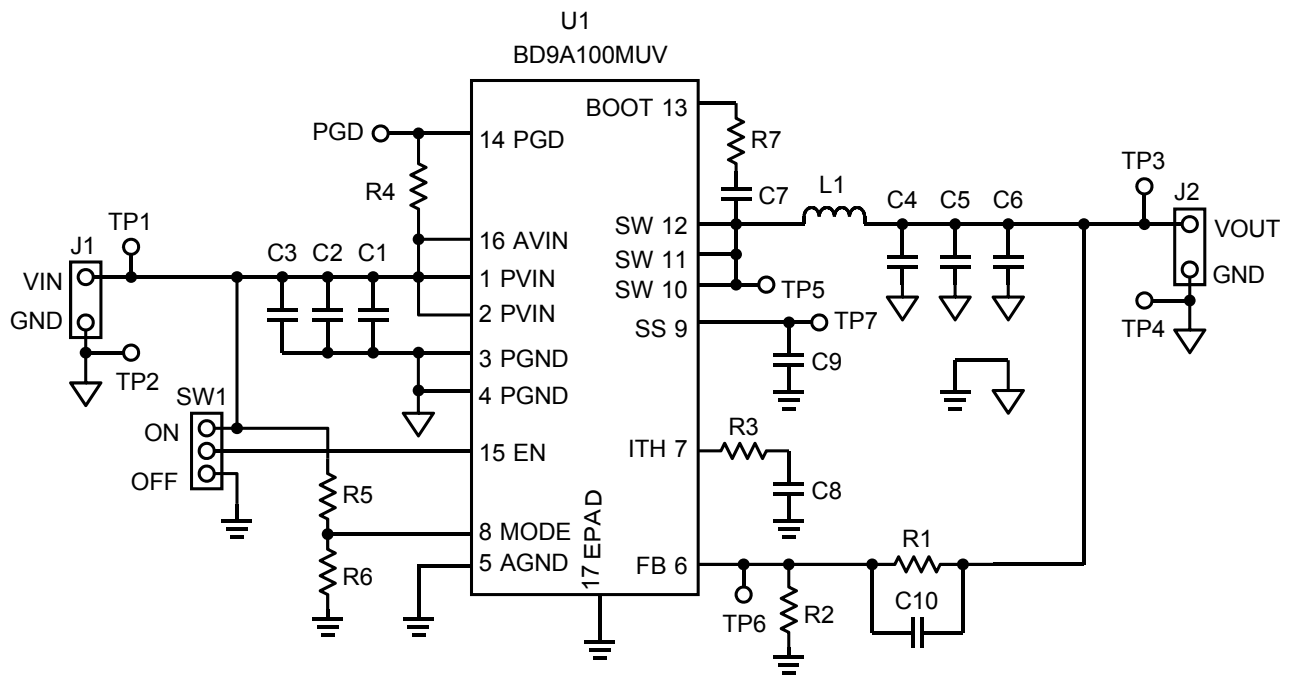 U1
BD9A100MUV
BOOT 13
PGD
14 PGD
R7
R4
C7
L1
C4
C5
C6
TP3
J2
TP1
J1
C3
C2
C1
16 AVIN
SW 12
VOUT
VIN
1 PVIN
SW 11
GND
GND
2 PVIN
SW 10
TP5
TP4
TP2
3 PGND
SS 9
TP7
C9
4 PGND
SW1
ON
15 EN
ITH 7
R3
OFF
R5
C8
8 MODE
5 AGND
17 EPAD
FB 6
R1
R6
TP6
R2
C10